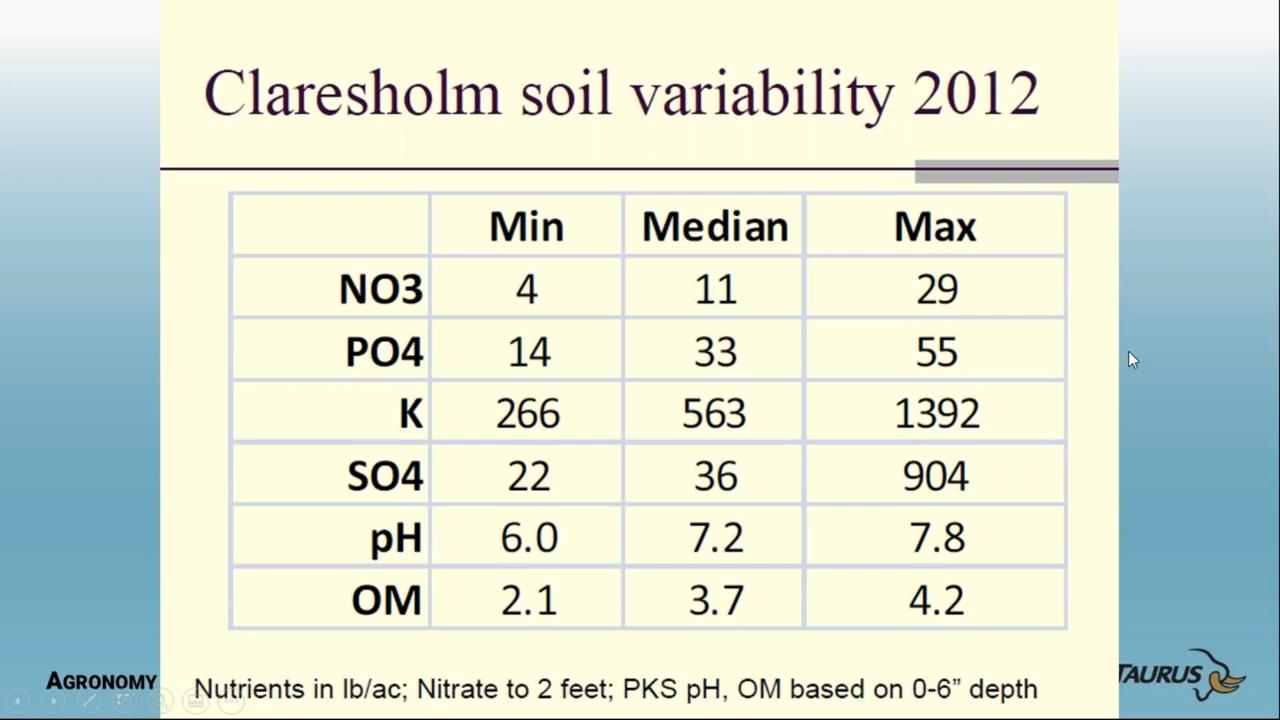 Claresholm soil variability 2012
Min Median Max
NO3 4 11 29
PO4 14 33 55
K 266 563 1392
SO4 22 36 904
pH 6.0 7.2 7.8
OM 2.1 3.7 4.2
AGRONOMY
Nutrients in lb/ac; Nitrate to 2 feet; PKS pH, OM based on 0-6” depth
TAURUS